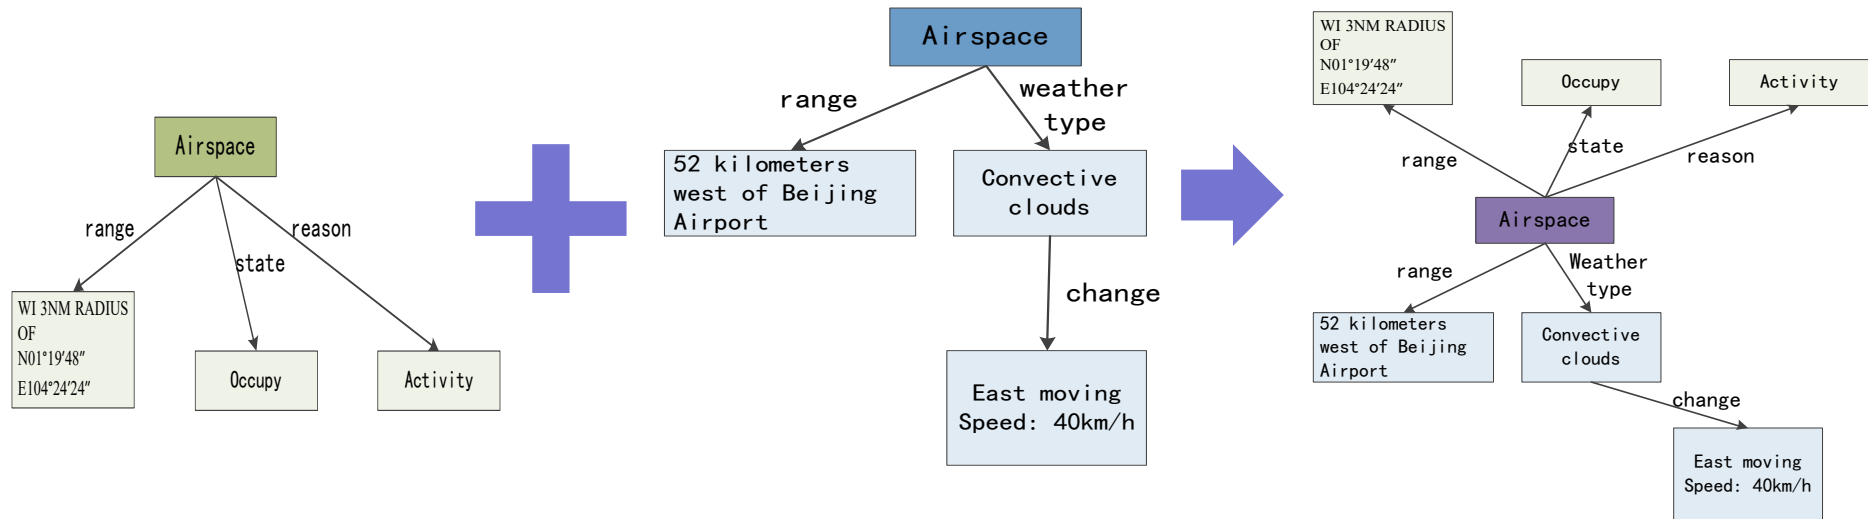 Airspace
range
state
reason
WI 3NM RADIUS
OF
N01°19'48″
E104°24'24″
Occupy
Activity
Airspace
range
weather
type
52 kilometers
west of Beijing
Airport
Convective
clouds
change
East moving
Speed: 40km/h
WI 3NM RADIUS
OF
N01°19'48″
E104°24'24″
Occupy
Activity
range
state
reason
Airspace
range
Weather
type
52 kilometers
west of Beijing
Airport
Convective
clouds
change
East moving
Speed: 40km/h